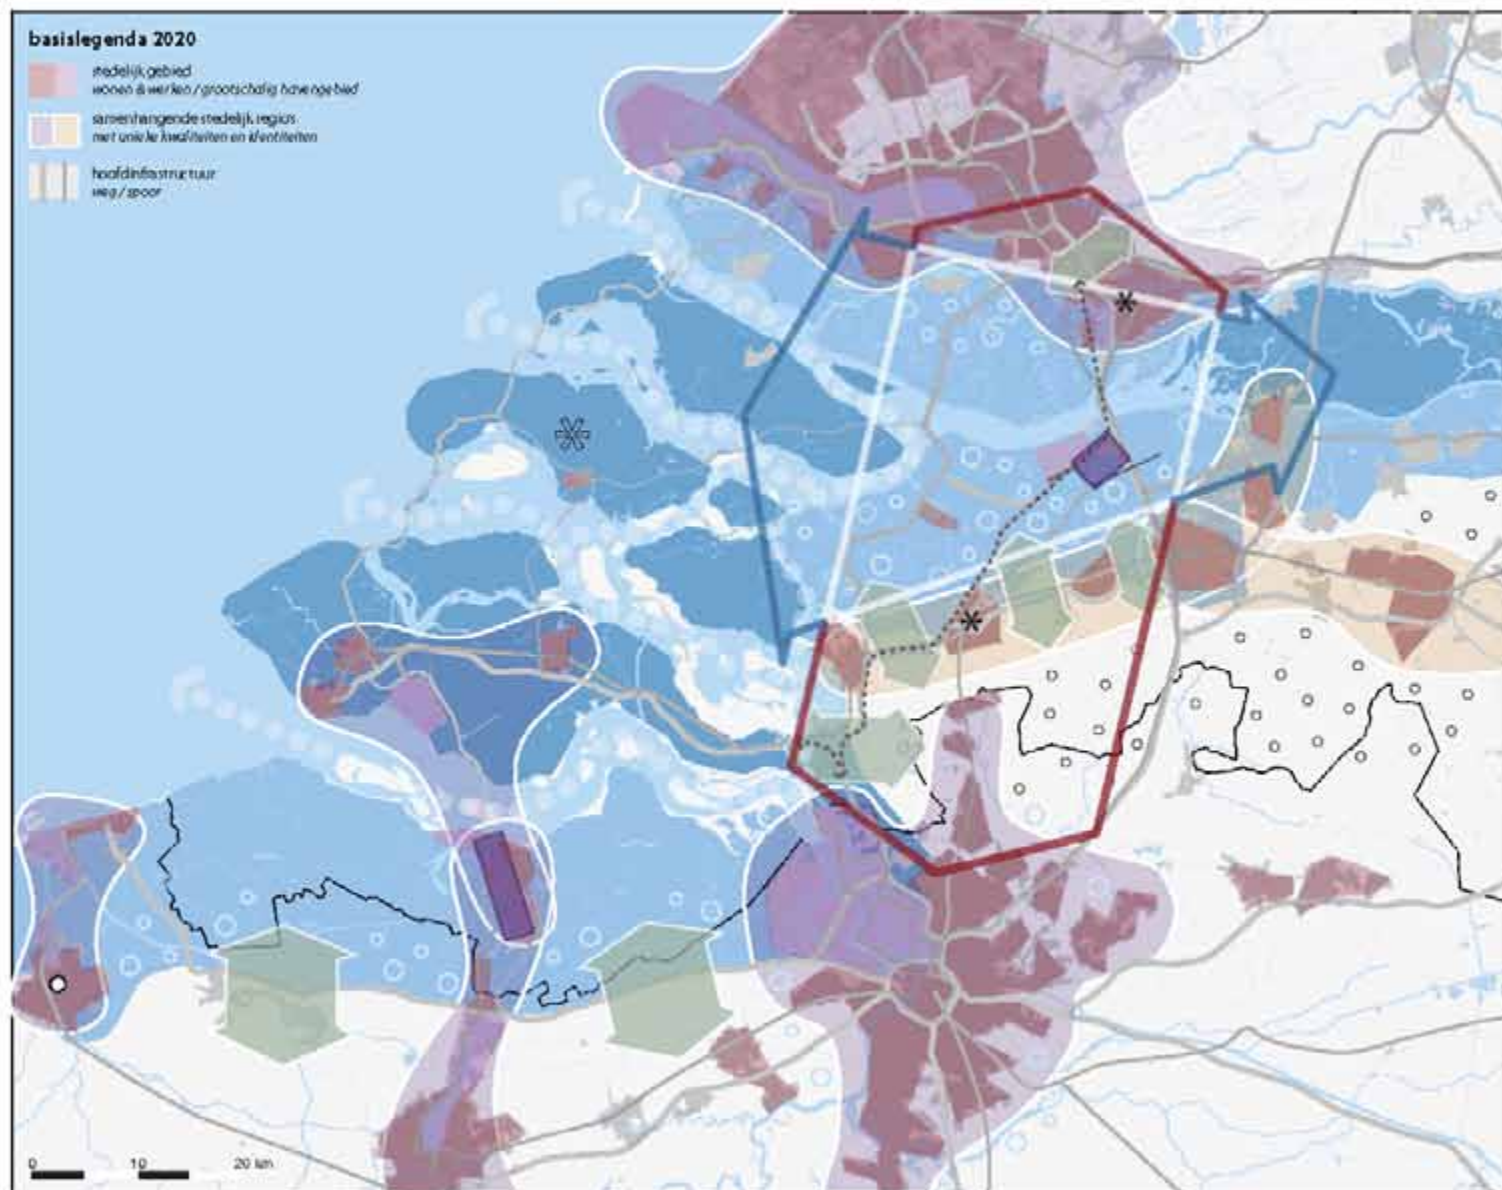 basislegenda 2020
stedelijk gebied
wonen & werken / grootschalig havengebied
samenhangende stedelijk regio's
met unieke kwaliteiten en identiteiten
hoofdinfrastructuur
weg / spoor
0 10 20 km